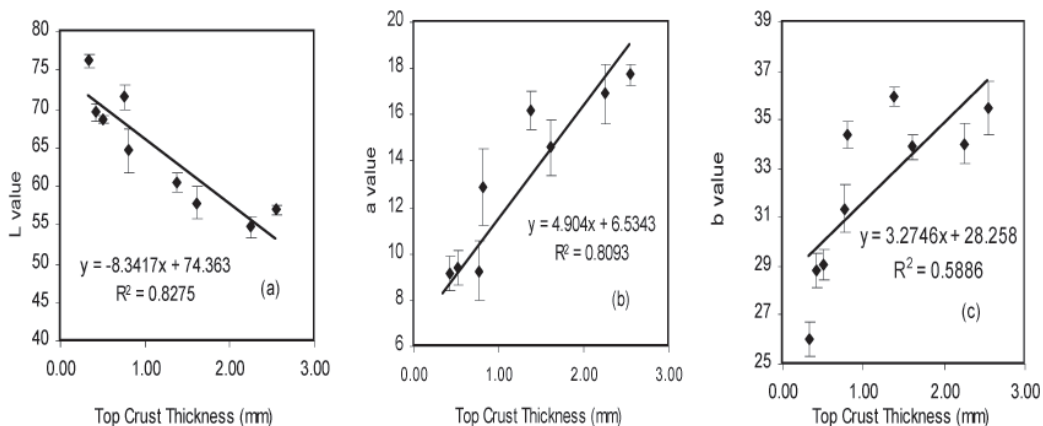 80
75
70
65
60
55
50
45
40
L value
y = -8.3417x + 74.363
R² = 0.8275
(a)
0.00 1.00 2.00 3.00
Top Crust Thickness (mm)
20
18
16
14
12
10
8
6
a value
y = 4.904x + 6.5343
R² = 0.8093
(b)
0.00 1.00 2.00 3.00
Top Crust Thickness (mm)
39
37
35
33
31
29
27
25
b value
y = 3.2746x + 28.258
R² = 0.5886
(c)
0.00 1.00 2.00 3.00
Top Crust Thickness (mm)